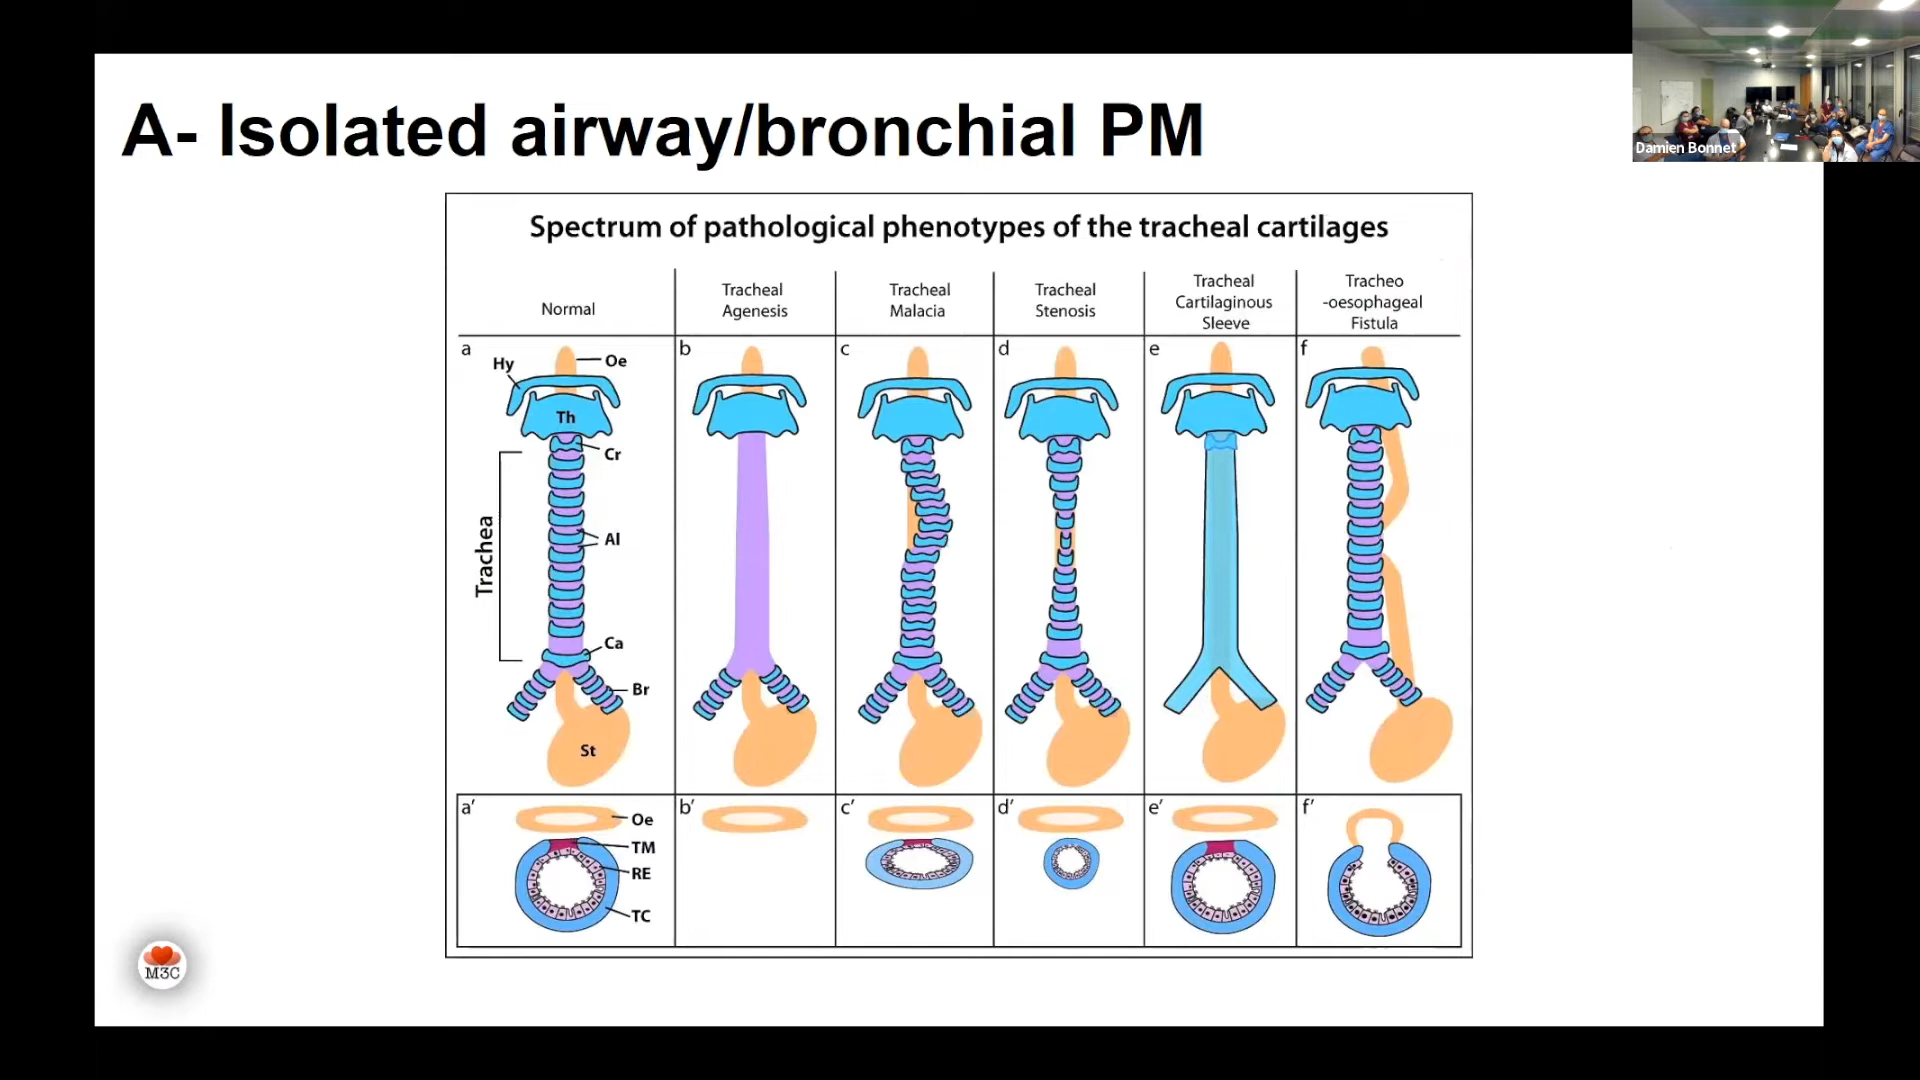 Damien Bonnet
A- Isolated airway/bronchial PM
Spectrum of pathological phenotypes of the tracheal cartilages
Normal
Tracheal
Agenesis
Tracheal
Malacia
Tracheal
Stenosis
Tracheal
Cartilaginous
Sleeve
Tracheo
-oesophageal
Fistula
a
b
c
d
e
f
Hy
Oe
Th
Cr
Trachea
Al
Ca
Br
St
a′
b′
c′
d′
e′
f′
Oe
TM
RE
TC
M3C